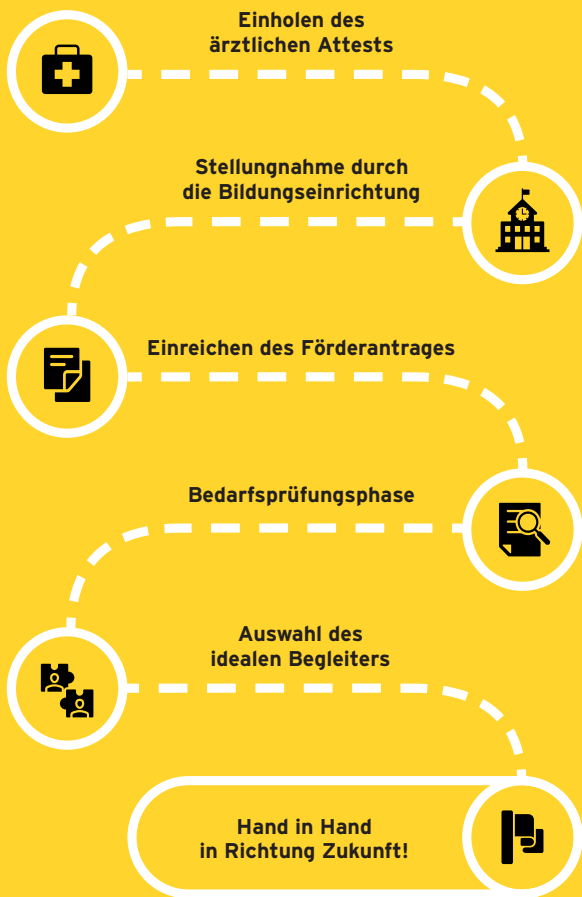 Einholen des
ärztlichen Attests
Stellungnahme durch
die Bildungseinrichtung
Einreichen des Förderantrages
Bedarfsprüfungsphase
Auswahl des
idealen Begleiters
Hand in Hand
in Richtung Zukunft!